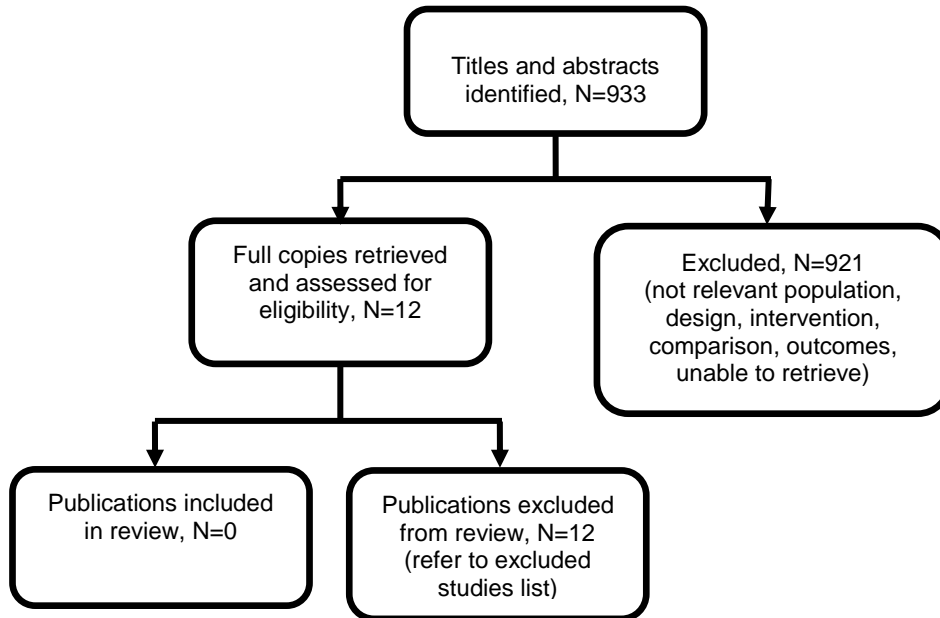 Titles and abstracts
identified, N=933
Full copies retrieved
and assessed for
eligibility, N=12
Excluded, N=921
(not relevant population,
design, intervention,
comparison, outcomes,
unable to retrieve)
Publications included
in review, N=0
Publications excluded
from review, N=12
(refer to excluded
studies list)